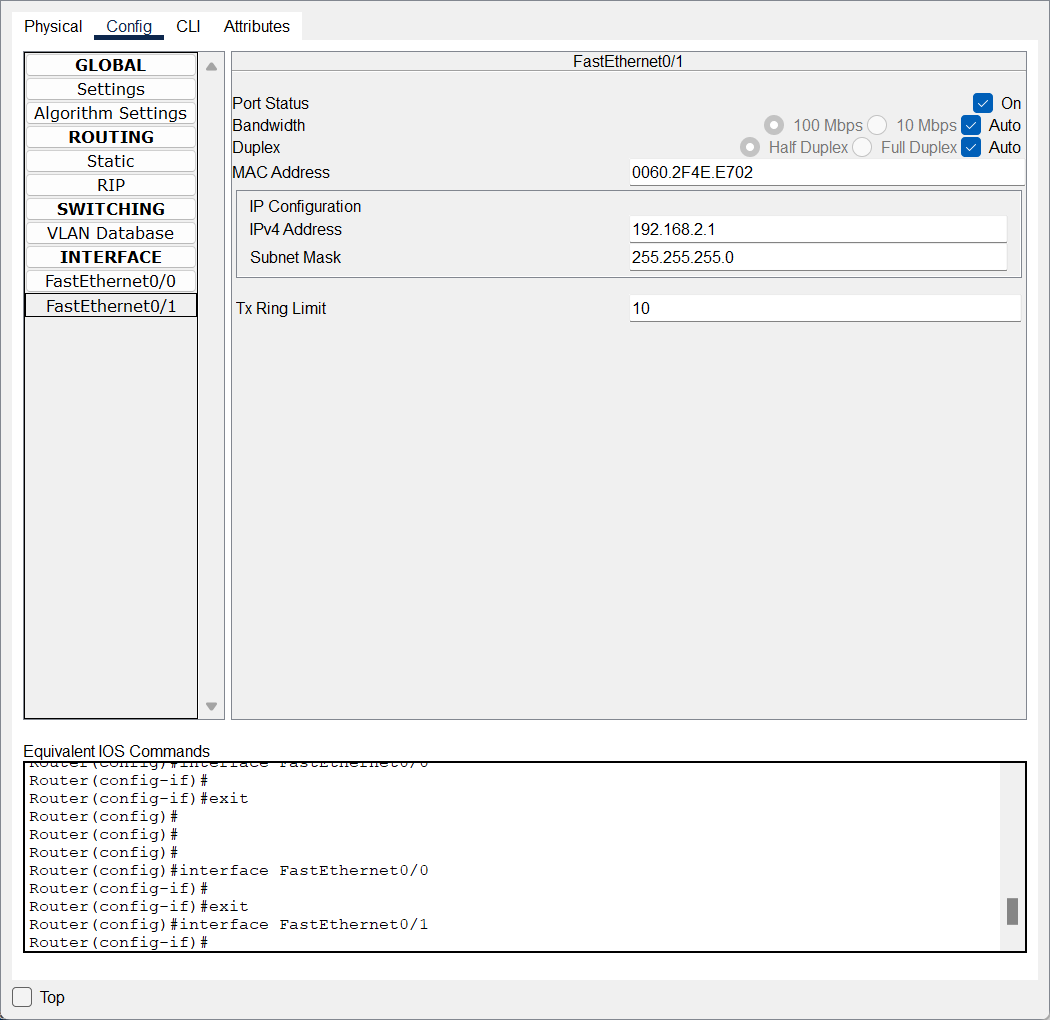 Physical Config CLI Attributes
GLOBAL
Settings
Algorithm Settings
ROUTING
Static
RIP
SWITCHING
VLAN Database
INTERFACE
FastEthernet0/0
FastEthernet0/1
FastEthernet0/1
Port Status On
Bandwidth 100 Mbps 10 Mbps Auto
Duplex Half Duplex Full Duplex Auto
MAC Address 0060.2F4E.E702
IP Configuration
IPv4 Address 192.168.2.1
Subnet Mask 255.255.255.0
Tx Ring Limit 10
Equivalent IOS Commands
Router(config)#interface FastEthernet0/0
Router(config-if)#
Router(config-if)#exit
Router(config)#
Router(config)#
Router(config)#
Router(config)#interface FastEthernet0/0
Router(config-if)#
Router(config-if)#exit
Router(config)#interface FastEthernet0/1
Router(config-if)#
Top